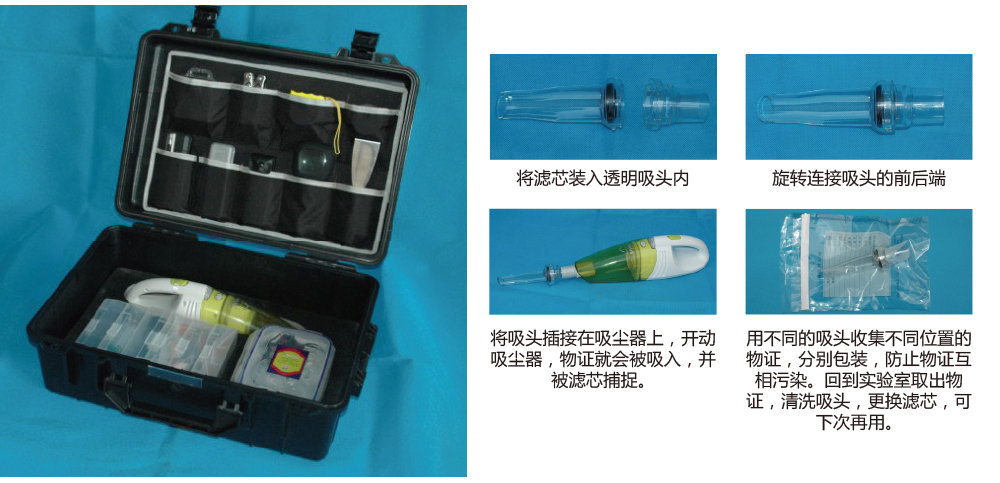 将滤芯装入透明吸头内
旋转连接吸头的前后端
将吸头插接在吸尘器上，开动
吸尘器，物证就会被吸入，并
被滤芯捕捉。
用不同的吸头收集不同位置的
物证，分别包装，防止物证互
相污染。回到实验室取出物
证，清洗吸头，更换滤芯，可
下次再用。